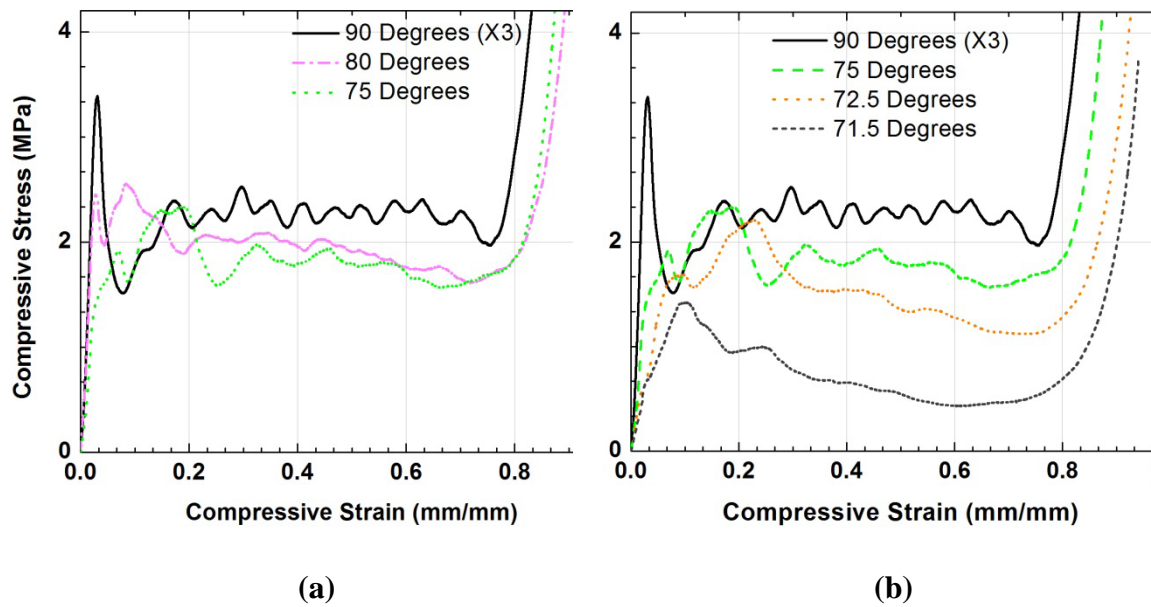 4
2
0
Compressive Stress (MPa)
90 Degrees (X3)
80 Degrees
75 Degrees
0.0 0.2 0.4 0.6 0.8
Compressive Strain (mm/mm)
(a)
4
2
0
90 Degrees (X3)
75 Degrees
72.5 Degrees
71.5 Degrees
0.0 0.2 0.4 0.6 0.8
Compressive Strain (mm/mm)
(b)